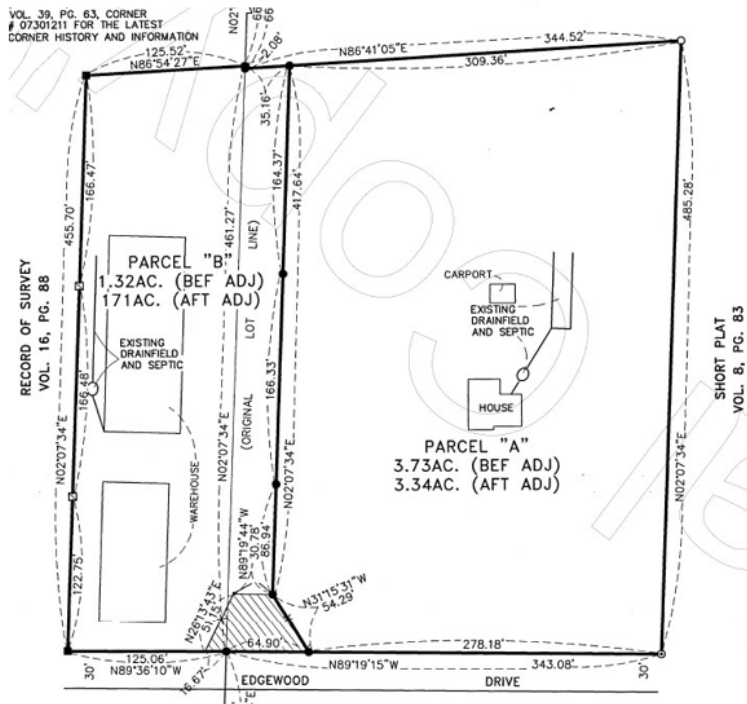 VOL. 39, PG. 63, CORNER
# 07301211 FOR THE LATEST
CORNER HISTORY AND INFORMATION
N02°
66
66
2.08'
125.52'
N86°54'27"E
N86°41'05"E
344.52'
309.36'
35.16'
166.47'
455.70'
164.37'
417.64'
461.27'
485.28'
RECORD OF SURVEY
VOL. 16, PG. 88
PARCEL "B"
1.32AC. (BEF ADJ)
171AC. (AFT ADJ)
EXISTING
DRAINFIELD
AND SEPTIC
166.48'
WAREHOUSE
(ORIGINAL LOT LINE)
N02°07'34"E
166.33'
N02°07'34"E
CARPORT
EXISTING
DRAINFIELD
AND SEPTIC
HOUSE
PARCEL "A"
3.73AC. (BEF ADJ)
3.34AC. (AFT ADJ)
SHORT PLAT
VOL. 8, PG. 83
N02°07'34"E
122.75'
N89°19'44"W
30.78'
86.94'
N26°13'43"E
51.15'
N31°15'31"W
54.29'
64.90'
278.18'
125.06'
N89°36'10"W
N89°19'15"W
343.08'
30'
16.67'
30'
EDGEWOOD DRIVE